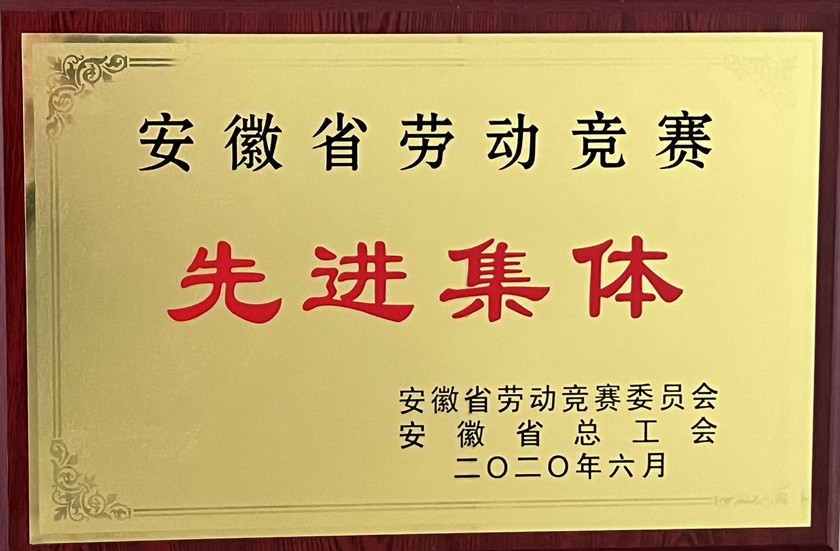 安徽省劳动竞赛
先进集体
安徽省劳动竞赛委员会
安徽省总工会
二〇二〇年六月